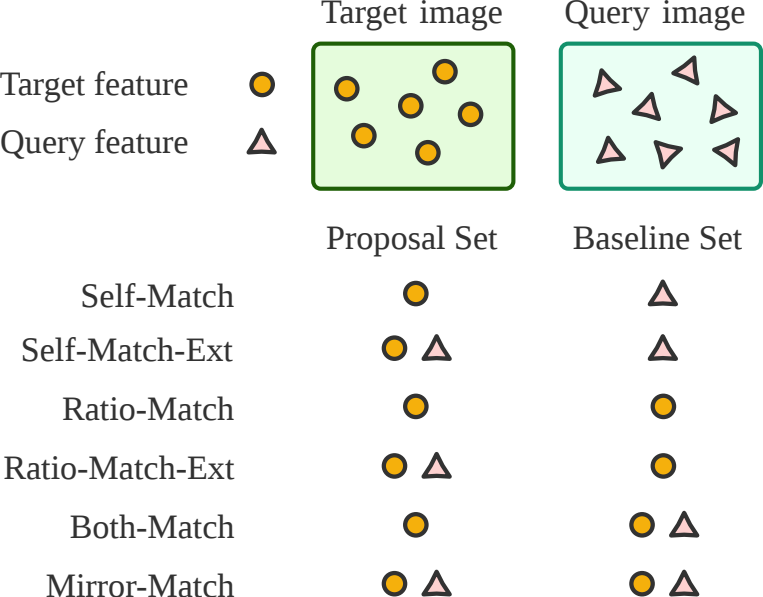 Target image Query image
Target feature
Query feature
Proposal Set Baseline Set
Self-Match
Self-Match-Ext
Ratio-Match
Ratio-Match-Ext
Both-Match
Mirror-Match